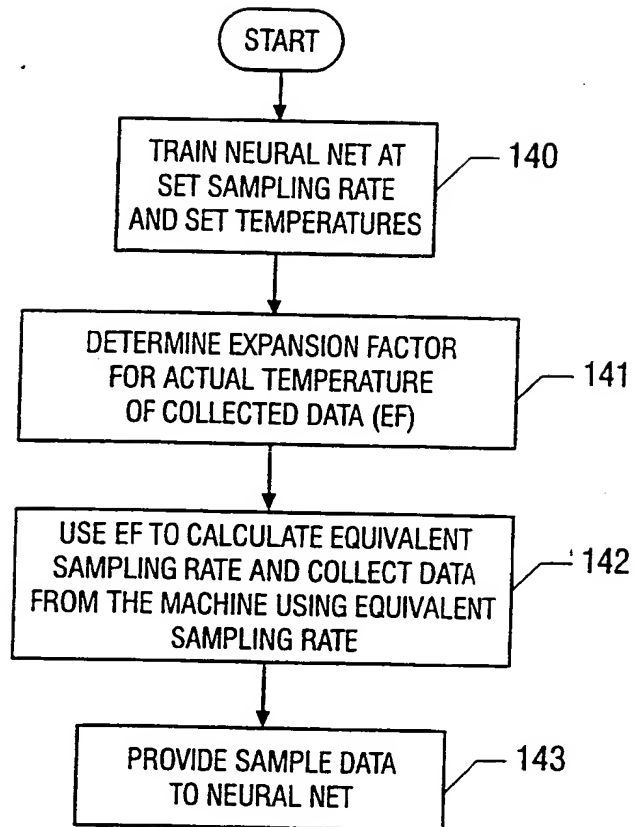 START
TRAIN NEURAL NET AT
SET SAMPLING RATE
AND SET TEMPERATURES
140
DETERMINE EXPANSION FACTOR
FOR ACTUAL TEMPERATURE
OF COLLECTED DATA (EF)
141
USE EF TO CALCULATE EQUIVALENT
SAMPLING RATE AND COLLECT DATA
FROM THE MACHINE USING EQUIVALENT
SAMPLING RATE
142
PROVIDE SAMPLE DATA
TO NEURAL NET
143